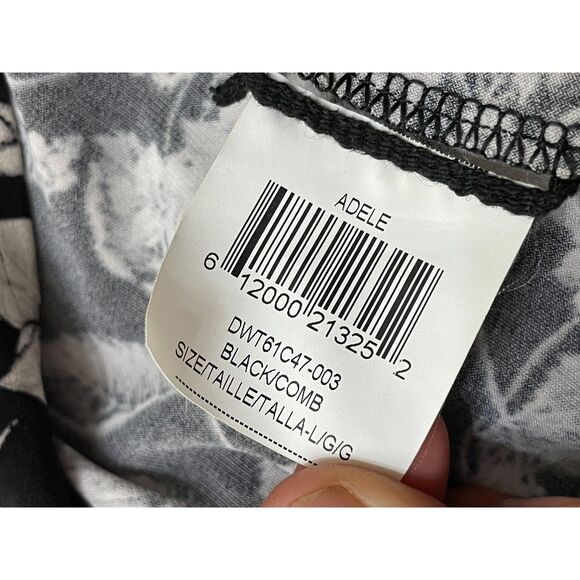 ADELE
6 12000 21325 2
DWT61C47-003
BLACK/COMB
SIZE/TAILLE/TALLA-L/G/G